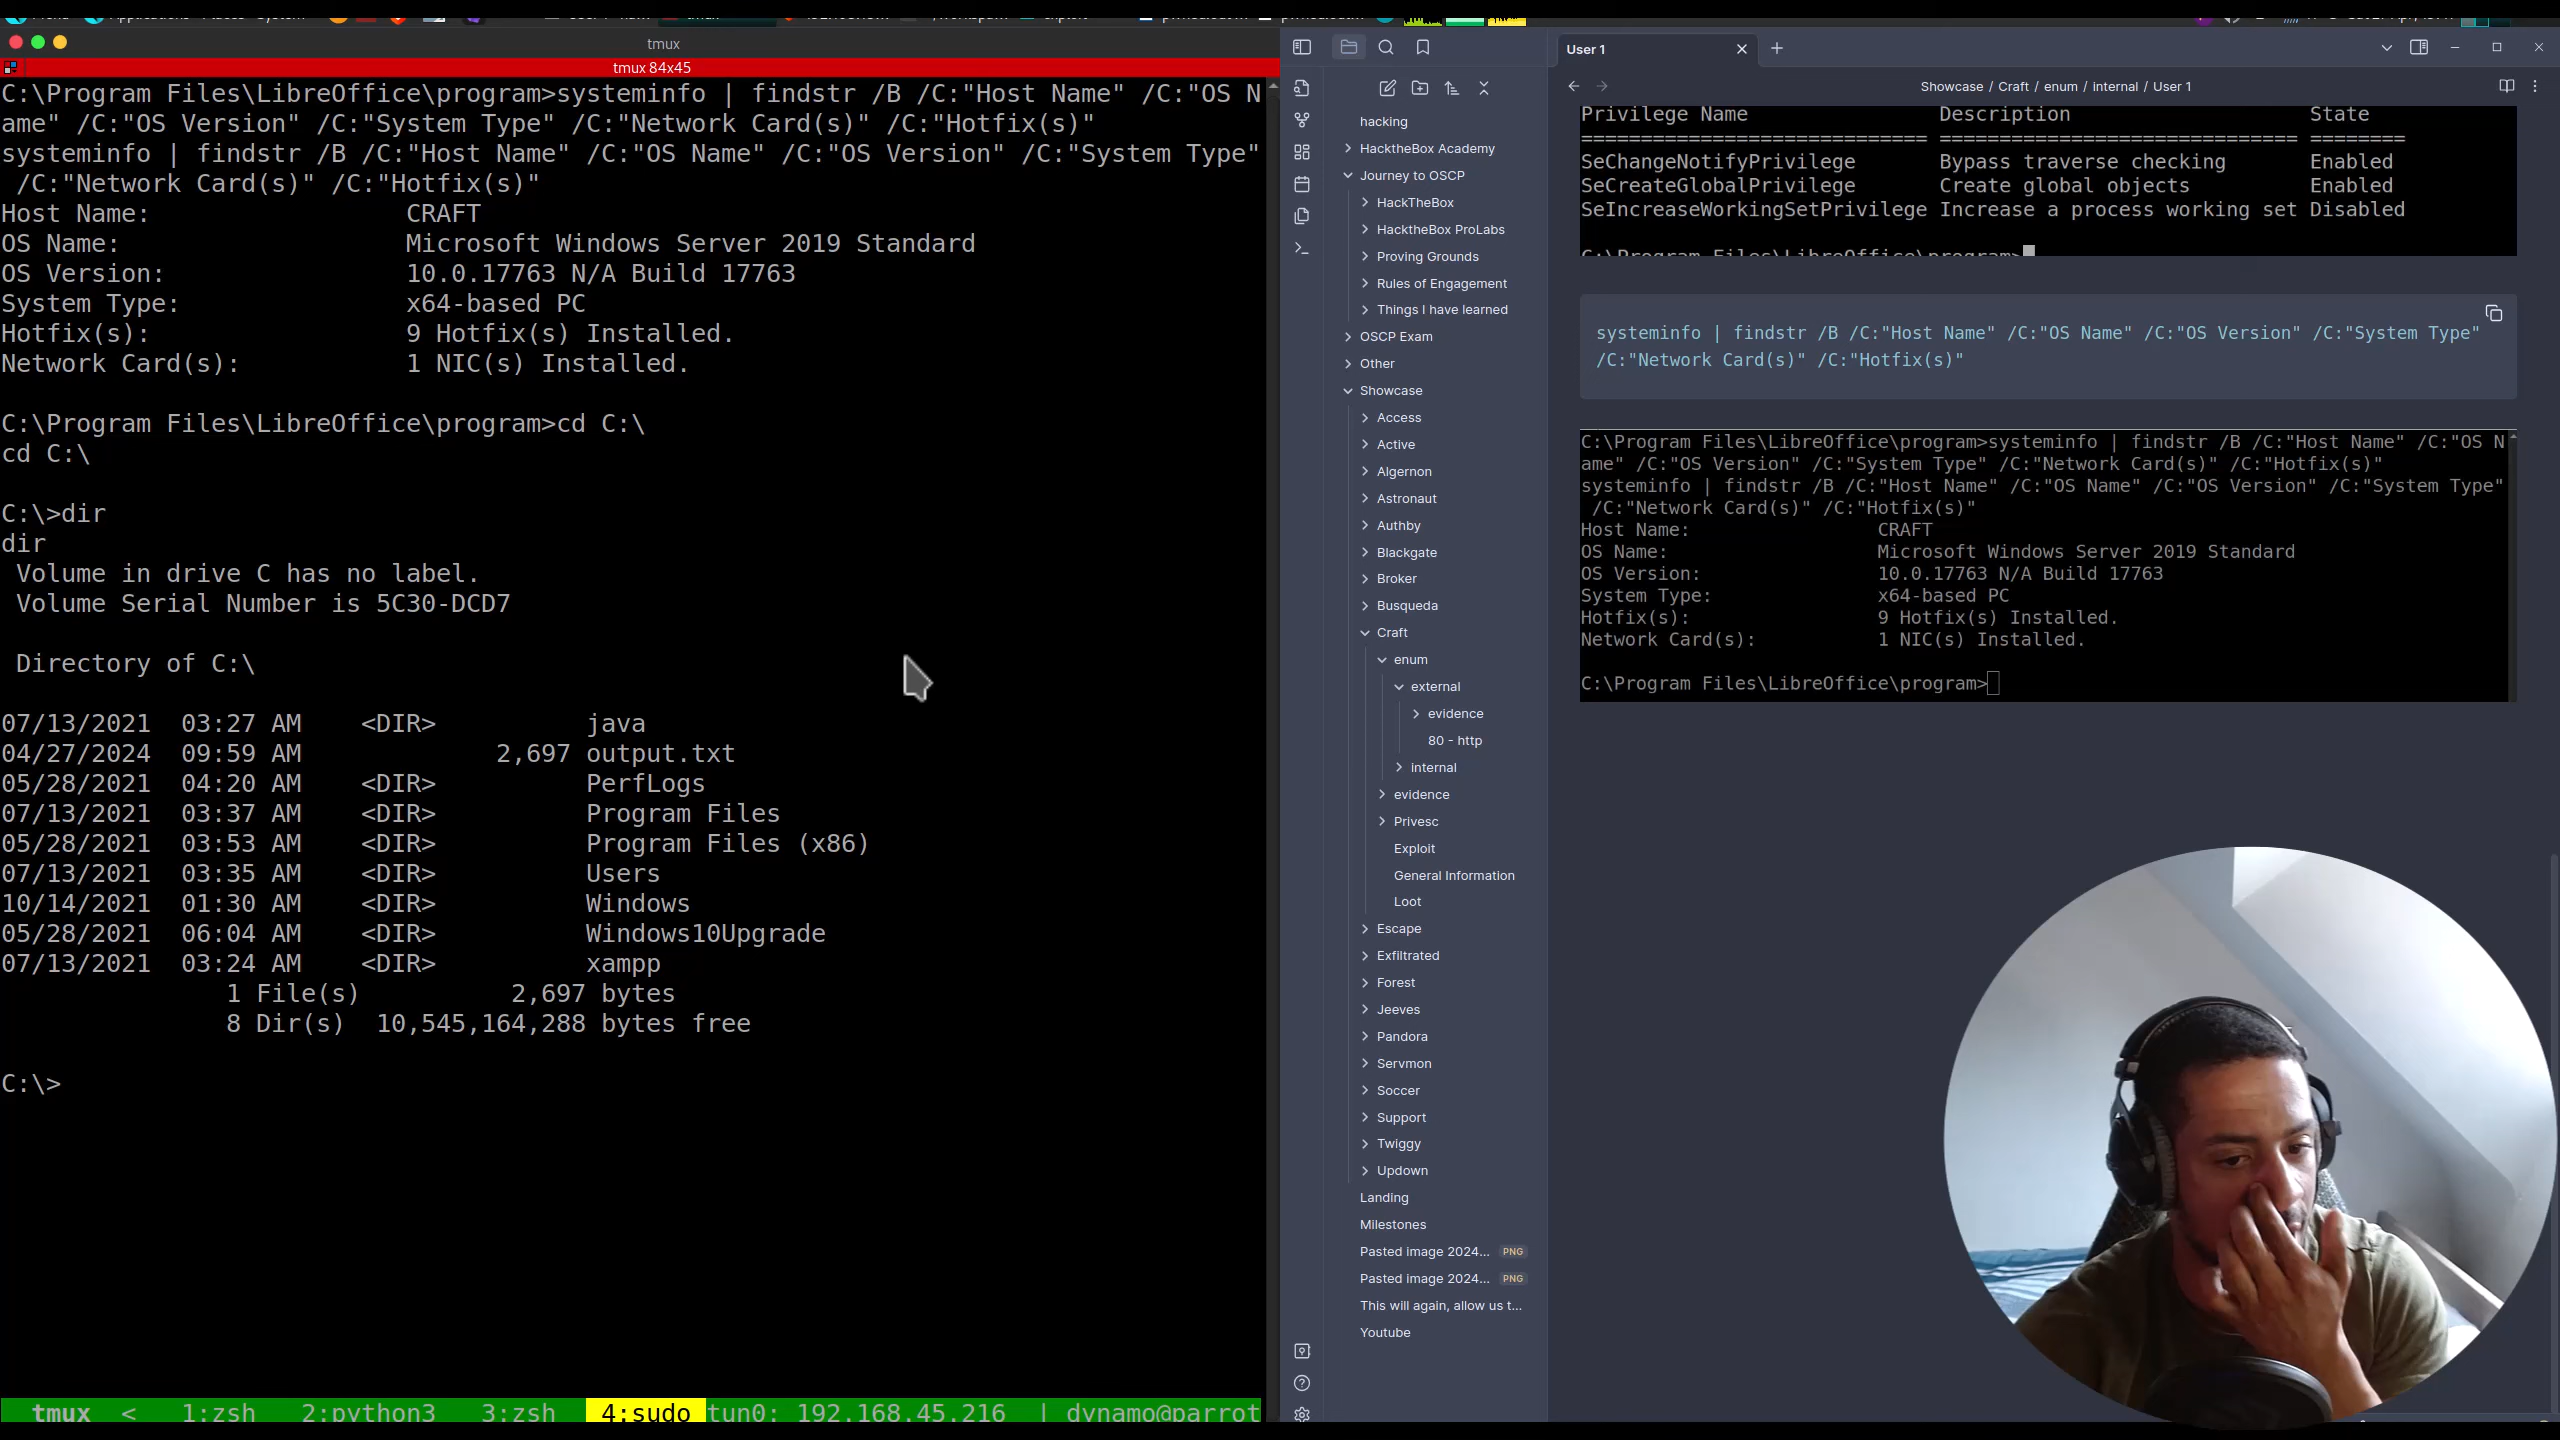 tmux
tmux 84x45
C:\Program Files\LibreOffice\program>systeminfo | findstr /B /C:"Host Name" /C:"OS N
ame" /C:"OS Version" /C:"System Type" /C:"Network Card(s)" /C:"Hotfix(s)"
systeminfo | findstr /B /C:"Host Name" /C:"OS Name" /C:"OS Version" /C:"System Type"
 /C:"Network Card(s)" /C:"Hotfix(s)"
Host Name:                 CRAFT
OS Name:                   Microsoft Windows Server 2019 Standard
OS Version:                10.0.17763 N/A Build 17763
System Type:               x64-based PC
Hotfix(s):                 9 Hotfix(s) Installed.
Network Card(s):           1 NIC(s) Installed.
C:\Program Files\LibreOffice\program>cd C:\
cd C:\
C:\>dir
dir
 Volume in drive C has no label.
 Volume Serial Number is 5C30-DCD7
 Directory of C:\
07/13/2021  03:27 AM    <DIR>          java
04/27/2024  09:59 AM             2,697 output.txt
05/28/2021  04:20 AM    <DIR>          PerfLogs
07/13/2021  03:37 AM    <DIR>          Program Files
05/28/2021  03:53 AM    <DIR>          Program Files (x86)
07/13/2021  03:35 AM    <DIR>          Users
10/14/2021  01:30 AM    <DIR>          Windows
05/28/2021  06:04 AM    <DIR>          Windows10Upgrade
07/13/2021  03:24 AM    <DIR>          xampp
               1 File(s)          2,697 bytes
               8 Dir(s)  10,545,164,288 bytes free
C:\>
tmux < 1:zsh 2:python3 3:zsh 4:sudo tun0: 192.168.45.216 | dynamo@parrot
hacking
HacktheBox Academy
Journey to OSCP
HackTheBox
HacktheBox ProLabs
Proving Grounds
Rules of Engagement
Things I have learned
OSCP Exam
Other
Showcase
Access
Active
Algernon
Astronaut
Authby
Blackgate
Broker
Busqueda
Craft
enum
external
evidence
80 - http
internal
evidence
Privesc
Exploit
General Information
Loot
Escape
Exfiltrated
Forest
Jeeves
Pandora
Servmon
Soccer
Support
Twiggy
Updown
Landing
Milestones
Pasted image 2024... PNG
Pasted image 2024... PNG
This will again, allow us t...
Youtube
User 1
Showcase / Craft / enum / internal / User 1
Privilege Name                Description                    State
============================= ============================== ========
SeChangeNotifyPrivilege       Bypass traverse checking       Enabled
SeCreateGlobalPrivilege       Create global objects          Enabled
SeIncreaseWorkingSetPrivilege Increase a process working set Disabled
C:\Program Files\LibreOffice\program>
systeminfo | findstr /B /C:"Host Name" /C:"OS Name" /C:"OS Version" /C:"System Type"
/C:"Network Card(s)" /C:"Hotfix(s)"
C:\Program Files\LibreOffice\program>systeminfo | findstr /B /C:"Host Name" /C:"OS N
ame" /C:"OS Version" /C:"System Type" /C:"Network Card(s)" /C:"Hotfix(s)"
systeminfo | findstr /B /C:"Host Name" /C:"OS Name" /C:"OS Version" /C:"System Type"
 /C:"Network Card(s)" /C:"Hotfix(s)"
Host Name:                 CRAFT
OS Name:                   Microsoft Windows Server 2019 Standard
OS Version:                10.0.17763 N/A Build 17763
System Type:               x64-based PC
Hotfix(s):                 9 Hotfix(s) Installed.
Network Card(s):           1 NIC(s) Installed.
C:\Program Files\LibreOffice\program>